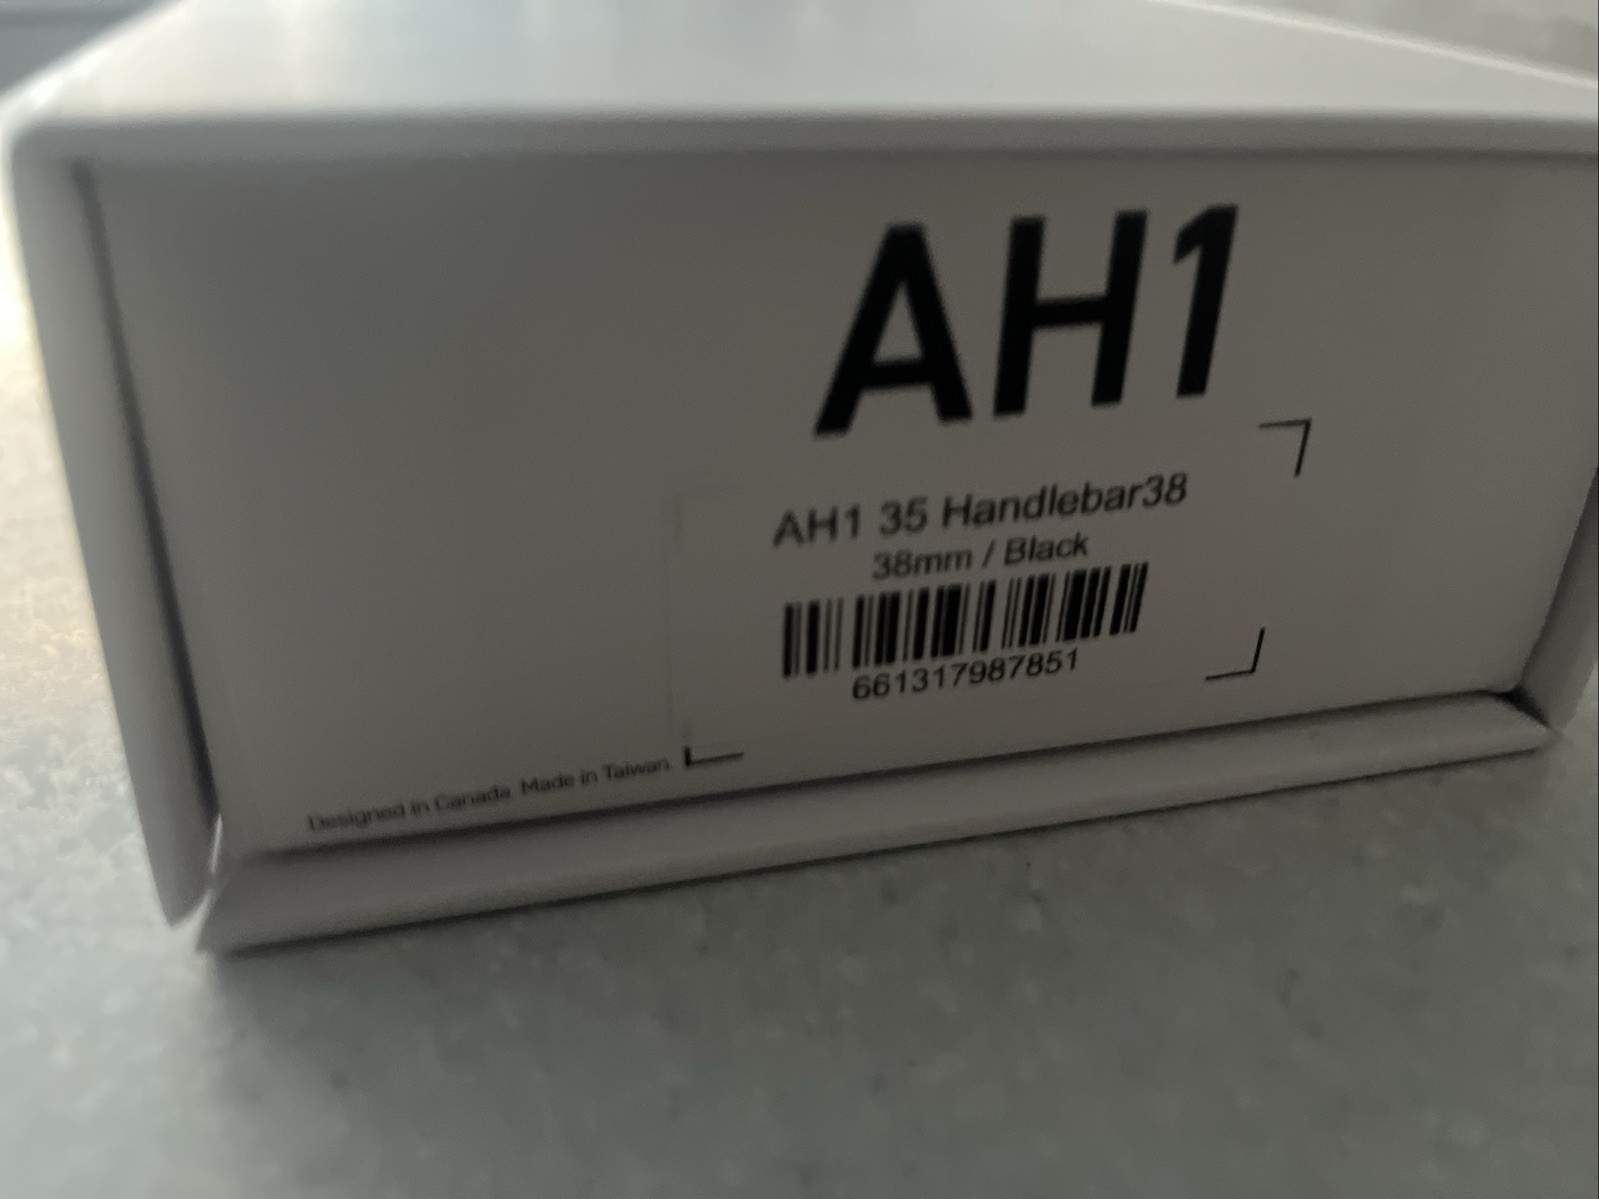 AH1
AH1 35 Handlebar38
38mm / Black
661317987851
Designed in Canada Made in Taiwan